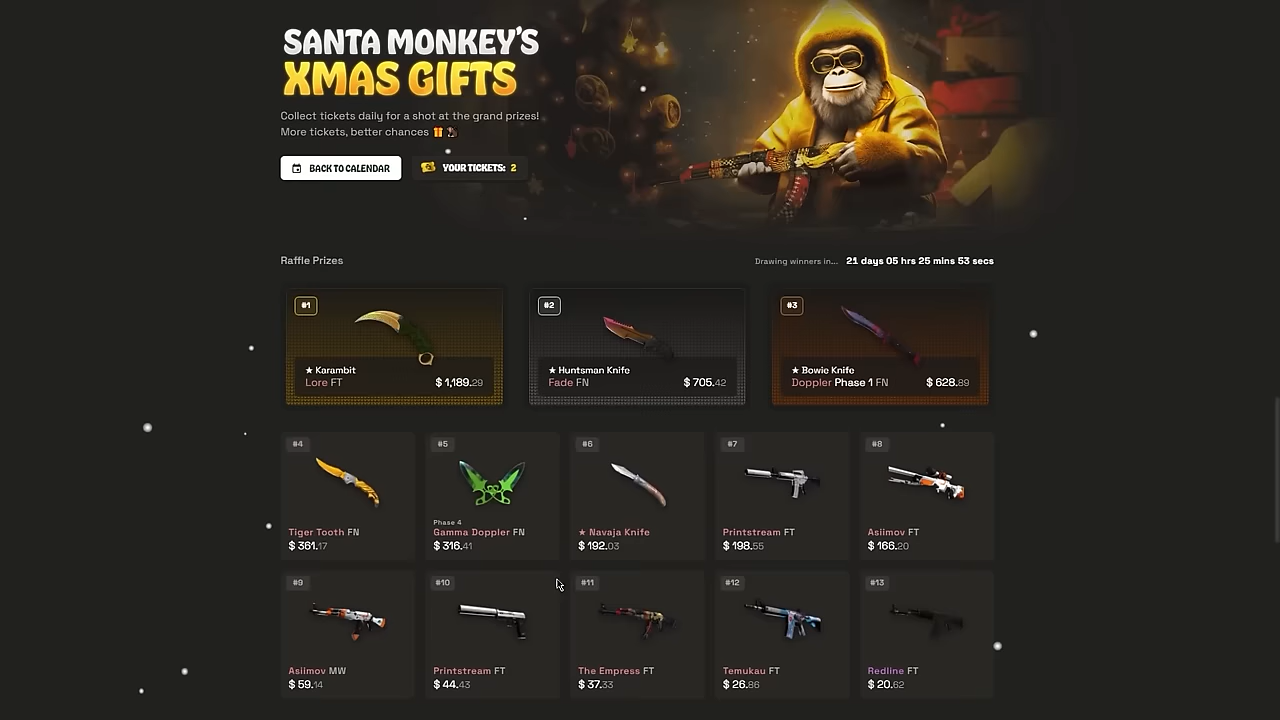 SANTA MONKEY'S
XMAS GIFTS
Collect tickets daily for a shot at the grand prizes!
More tickets, better chances
BACK TO CALENDAR
YOUR TICKETS: 2
Raffle Prizes
Drawing winners in... 21 days 05 hrs 25 mins 53 secs
#1
★ Karambit
Lore FT
$ 1,189.29
#2
★ Huntsman Knife
Fade FN
$ 705.42
#3
★ Bowie Knife
Doppler Phase 1 FN
$ 628.89
#4
Tiger Tooth FN
$ 361.17
#5
Phase 4
Gamma Doppler FN
$ 316.41
#6
★ Navaja Knife
$ 192.03
#7
Printstream FT
$ 198.55
#8
Asiimov FT
$ 166.20
#9
Asiimov MW
$ 59.14
#10
Printstream FT
$ 44.43
#11
The Empress FT
$ 37.33
#12
Temukau FT
$ 26.86
#13
Redline FT
$ 20.62